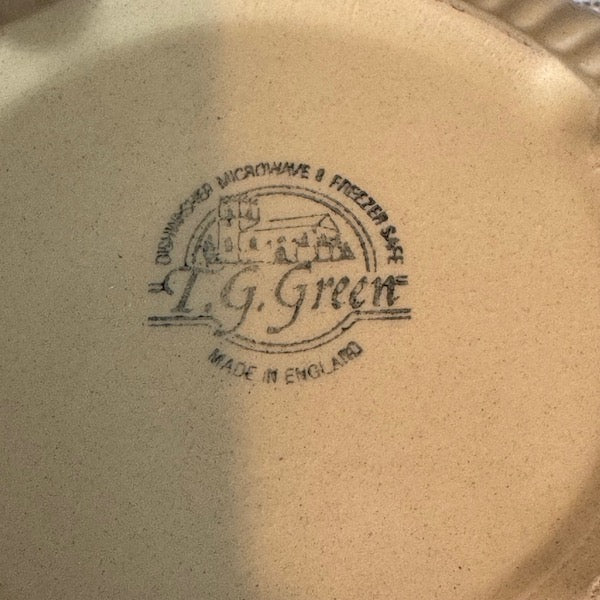 DISHWASHER MICROWAVE & FREEZER SAFE
T.G.Green
MADE IN ENGLAND